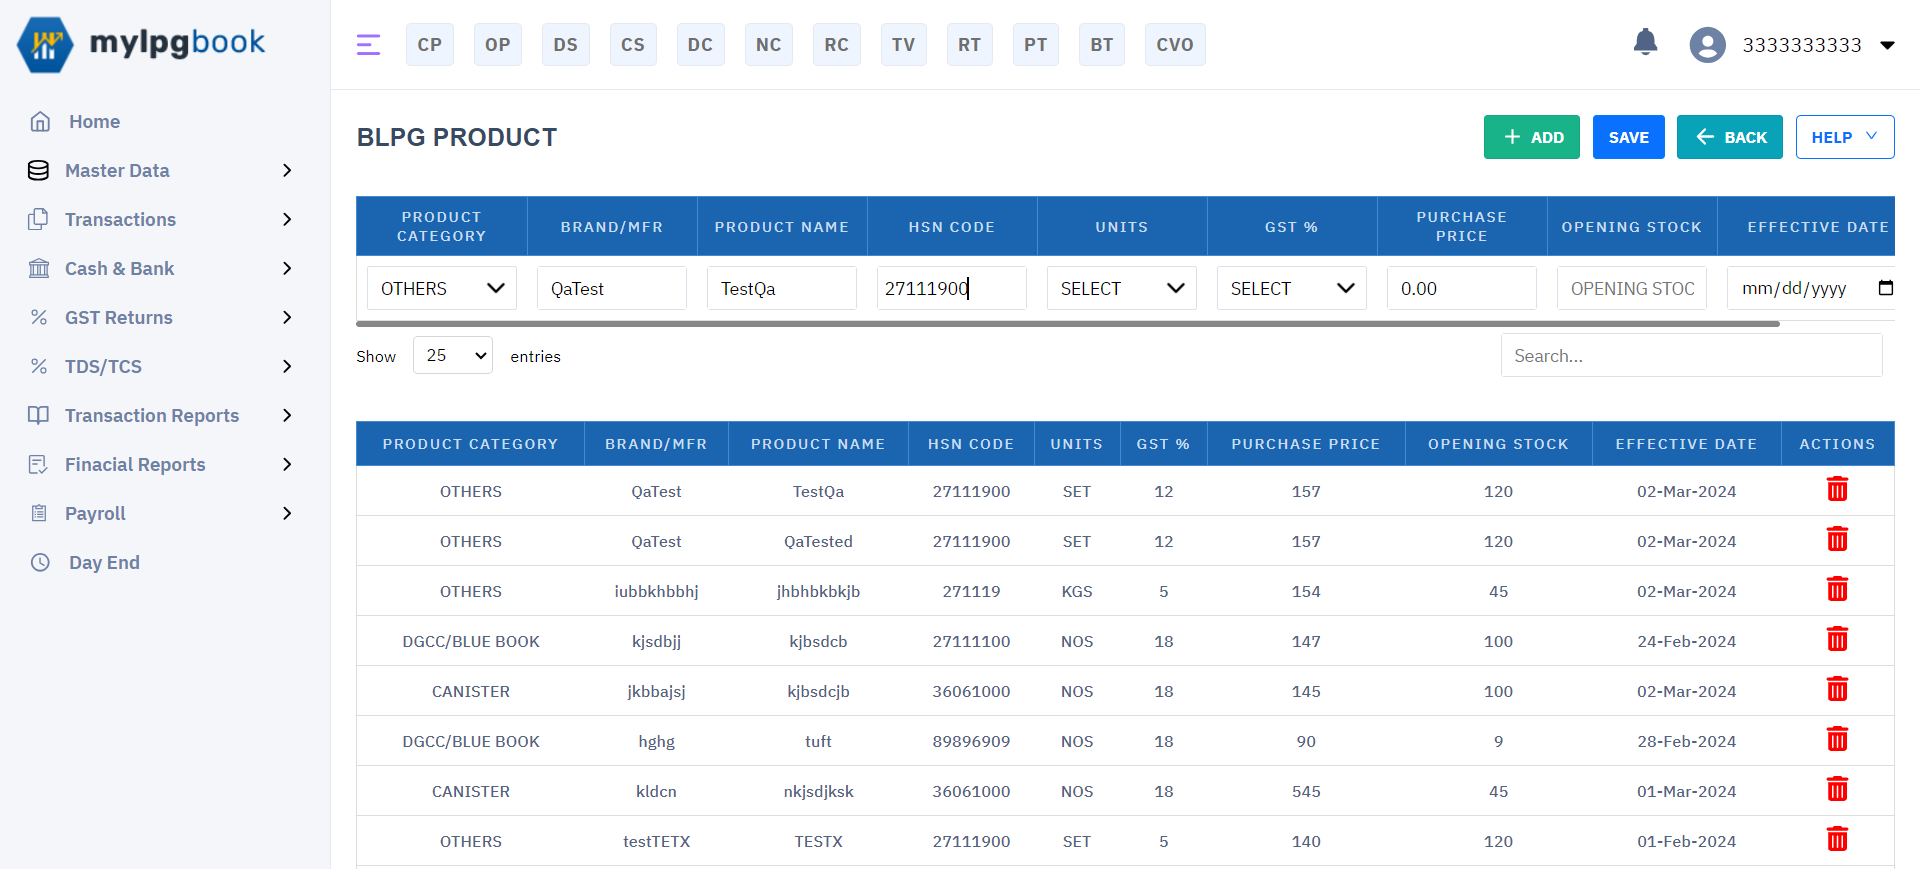 mylpgbook
CP OP DS CS DC NC RC TV RT PT BT CVO
3333333333
Home
Master Data
Transactions
Cash & Bank
GST Returns
TDS/TCS
Transaction Reports
Finacial Reports
Payroll
Day End
BLPG PRODUCT
ADD SAVE BACK HELP
PRODUCT CATEGORY BRAND/MFR PRODUCT NAME HSN CODE UNITS GST % PURCHASE PRICE OPENING STOCK EFFECTIVE DATE
OTHERS QaTest TestQa 27111900 SELECT SELECT 0.00 OPENING STOC mm/dd/yyyy
Show 25 entries Search...
PRODUCT CATEGORY BRAND/MFR PRODUCT NAME HSN CODE UNITS GST % PURCHASE PRICE OPENING STOCK EFFECTIVE DATE ACTIONS
OTHERS QaTest TestQa 27111900 SET 12 157 120 02-Mar-2024
OTHERS QaTest QaTested 27111900 SET 12 157 120 02-Mar-2024
OTHERS iubbkhbbhj jhbhbkbkjb 271119 KGS 5 154 45 02-Mar-2024
DGCC/BLUE BOOK kjsdbjj kjbsdcb 27111100 NOS 18 147 100 24-Feb-2024
CANISTER jkbbajsj kjbsdcjb 36061000 NOS 18 145 100 02-Mar-2024
DGCC/BLUE BOOK hghg tuft 89896909 NOS 18 90 9 28-Feb-2024
CANISTER kldcn nkjsdjksk 36061000 NOS 18 545 45 01-Mar-2024
OTHERS testTETX TESTX 27111900 SET 5 140 120 01-Feb-2024